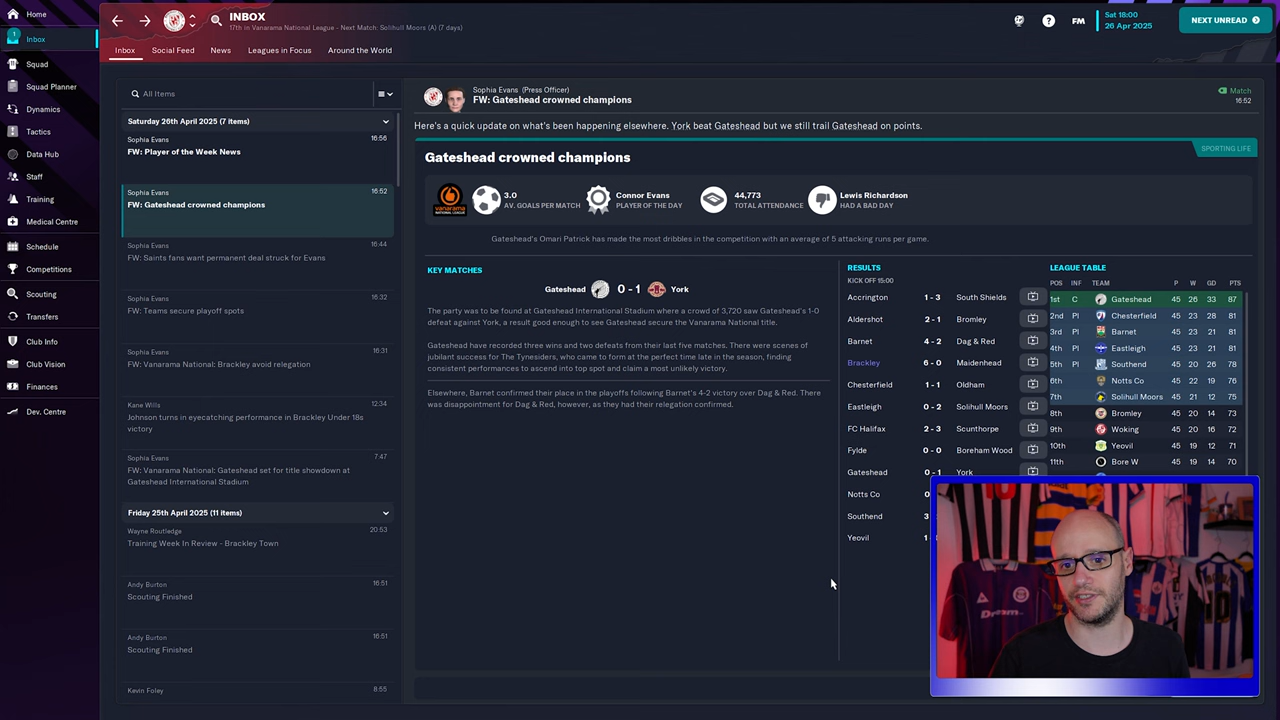 Home
Inbox
1
Squad
Squad Planner
Dynamics
Tactics
Data Hub
Staff
Training
Medical Centre
Schedule
Competitions
Scouting
Transfers
Club Info
Club Vision
Finances
Dev. Centre
INBOX
17th in Vanarama National League - Next Match: Solihull Moors (A) (7 days)
FM
Sat 18:00
26 Apr 2025
NEXT UNREAD
Inbox Social Feed News Leagues in Focus Around the World
All Items
Saturday 26th April 2025 (7 items)
Sophia Evans 16:56
FW: Player of the Week News
Sophia Evans 16:52
FW: Gateshead crowned champions
Sophia Evans 16:44
FW: Saints fans want permanent deal struck for Evans
Sophia Evans 16:32
FW: Teams secure playoff spots
Sophia Evans 16:31
FW: Vanarama National: Brackley avoid relegation
Kane Wills 12:34
Johnson turns in eyecatching performance in Brackley Under 18s
victory
Sophia Evans 7:47
FW: Vanarama National: Gateshead set for title showdown at
Gateshead International Stadium
Friday 25th April 2025 (11 items)
Wayne Routledge 20:53
Training Week In Review - Brackley Town
Andy Burton 16:51
Scouting Finished
Andy Burton 16:51
Scouting Finished
Kevin Foley 8:55
Sophia Evans (Press Officer)
FW: Gateshead crowned champions
Match
16:52
Here's a quick update on what's been happening elsewhere. York beat Gateshead but we still trail Gateshead on points.
SPORTING LIFE
Gateshead crowned champions
3.0
AV. GOALS PER MATCH
Connor Evans
PLAYER OF THE DAY
44,773
TOTAL ATTENDANCE
Lewis Richardson
HAD A BAD DAY
Gateshead's Omari Patrick has made the most dribbles in the competition with an average of 5 attacking runs per game.
KEY MATCHES
Gateshead 0 - 1 York
The party was to be found at Gateshead International Stadium where a crowd of 3,720 saw Gateshead's 1-0
defeat against York, a result good enough to see Gateshead secure the Vanarama National title.
Gateshead have recorded three wins and two defeats from their last five matches. There were scenes of
jubilant success for The Tynesiders, who came to form at the perfect time late in the season, finding
consistent performances to ascend into top spot and claim a most unlikely victory.
Elsewhere, Barnet confirmed their place in the playoffs following Barnet's 4-2 victory over Dag & Red. There
was disappointment for Dag & Red, however, as they had their relegation confirmed.
RESULTS
KICK OFF 15:00
Accrington 1 - 3 South Shields
Aldershot 2 - 1 Bromley
Barnet 4 - 2 Dag & Red
Brackley 6 - 0 Maidenhead
Chesterfield 1 - 1 Oldham
Eastleigh 0 - 2 Solihull Moors
FC Halifax 2 - 3 Scunthorpe
Fylde 0 - 0 Boreham Wood
Gateshead 0 - 1 York
Notts Co 0
Southend 3
Yeovil 1
LEAGUE TABLE
POS INF TEAM P W GD PTS
1st C Gateshead 45 26 33 87
2nd Pl Chesterfield 45 23 28 81
3rd Pl Barnet 45 23 21 81
4th Pl Eastleigh 45 23 21 81
5th Pl Southend 45 20 26 78
6th Notts Co 45 22 19 76
7th Solihull Moors 45 21 12 75
8th Bromley 45 20 14 73
9th Woking 45 20 16 72
10th Yeovil 45 19 12 71
11th Bore W 45 19 14 70
Dream